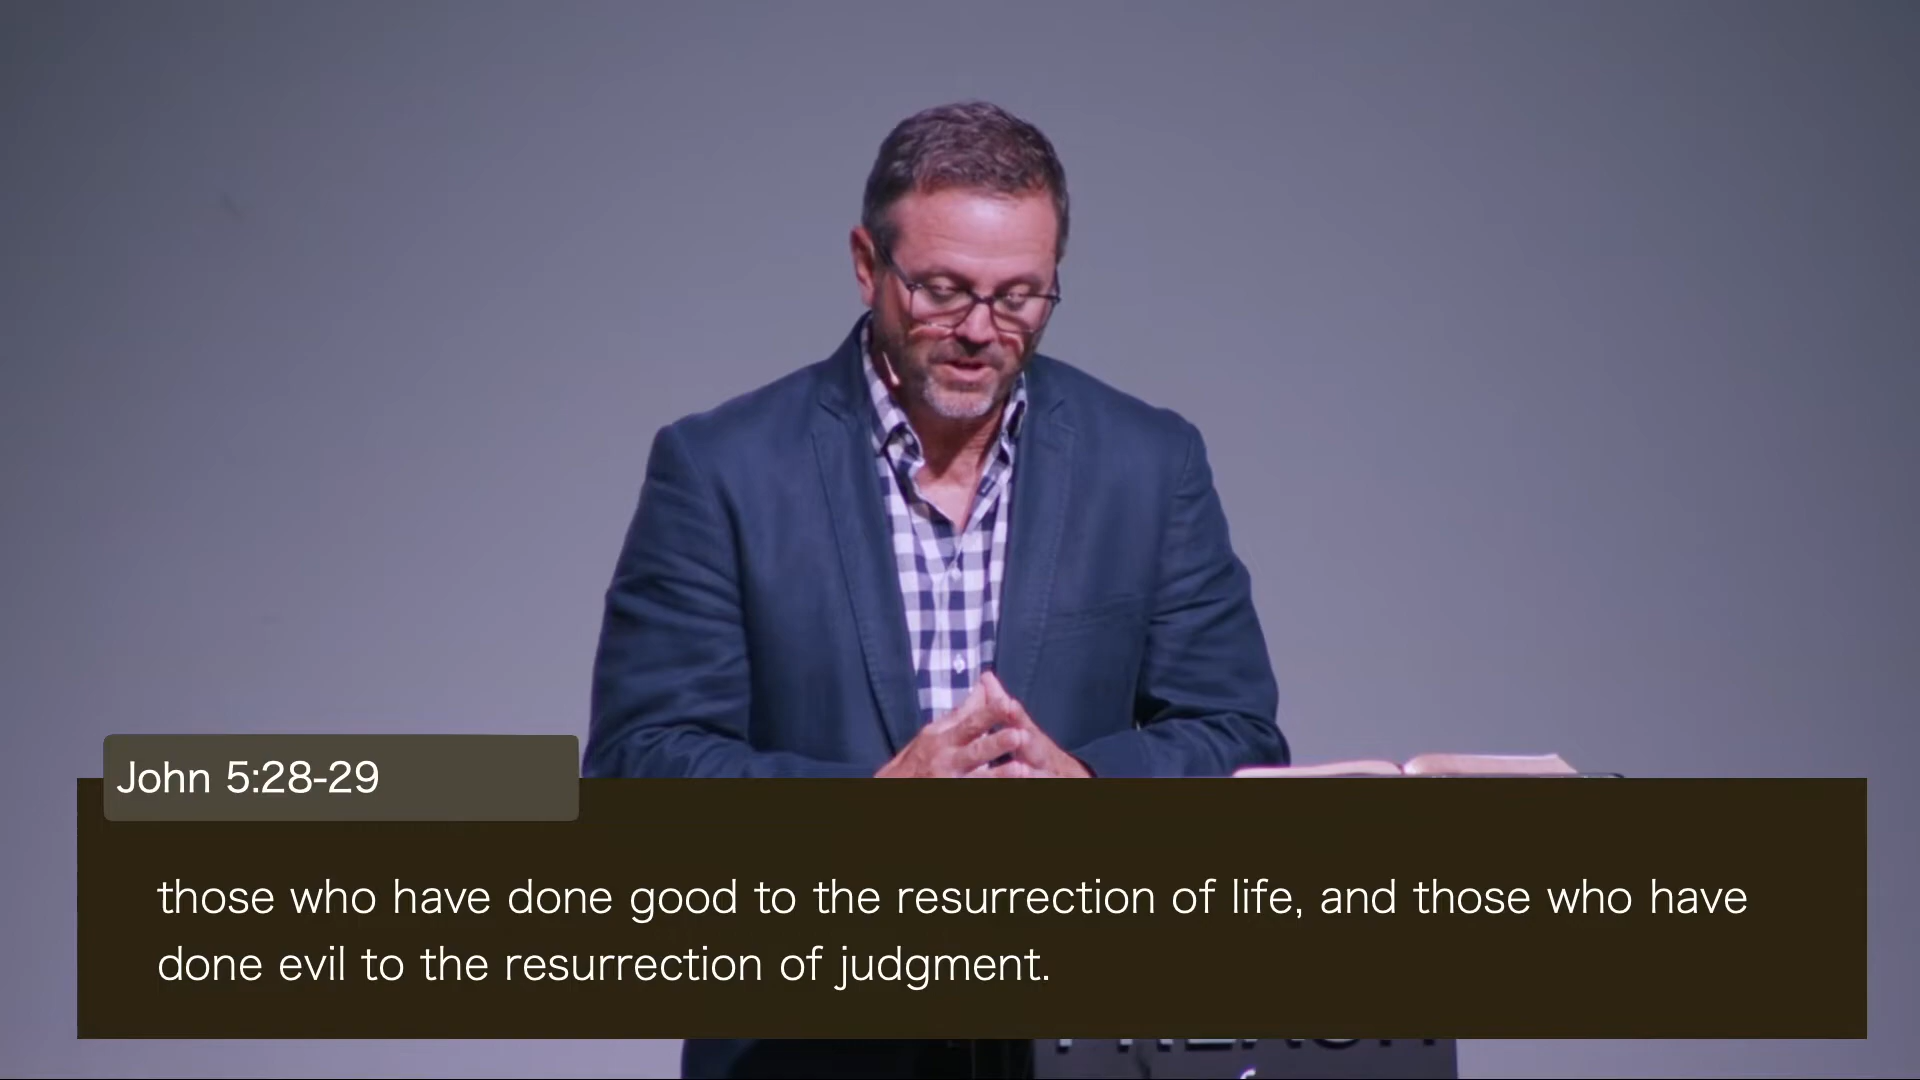 John 5:28-29
those who have done good to the resurrection of life, and those who have
done evil to the resurrection of judgment.